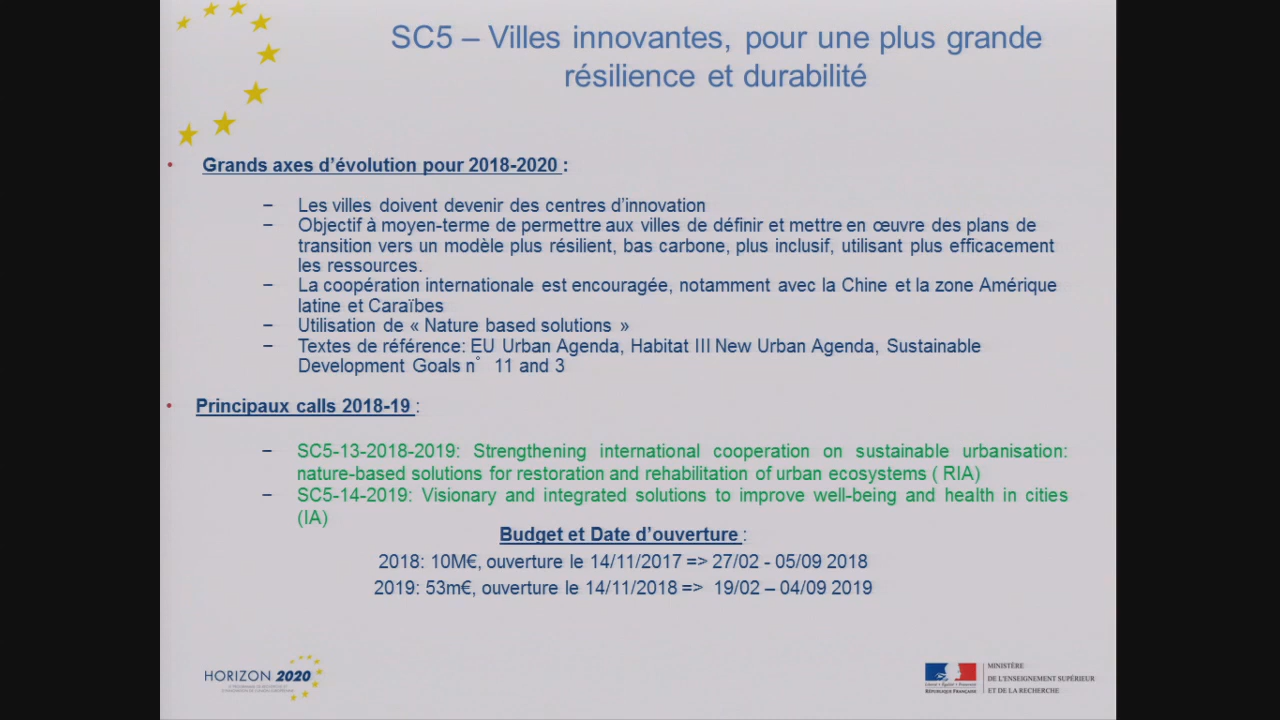 SC5 – Villes innovantes, pour une plus grande
résilience et durabilité
• Grands axes d'évolution pour 2018-2020 :
– Les villes doivent devenir des centres d'innovation
– Objectif à moyen-terme de permettre aux villes de définir et mettre en œuvre des plans de
transition vers un modèle plus résilient, bas carbone, plus inclusif, utilisant plus efficacement
les ressources.
– La coopération internationale est encouragée, notamment avec la Chine et la zone Amérique
latine et Caraïbes
– Utilisation de « Nature based solutions »
– Textes de référence: EU Urban Agenda, Habitat III New Urban Agenda, Sustainable
Development Goals n° 11 and 3
• Principaux calls 2018-19 :
– SC5-13-2018-2019: Strengthening international cooperation on sustainable urbanisation:
nature-based solutions for restoration and rehabilitation of urban ecosystems ( RIA)
– SC5-14-2019: Visionary and integrated solutions to improve well-being and health in cities
(IA)
Budget et Date d'ouverture :
2018: 10M€, ouverture le 14/11/2017 => 27/02 - 05/09 2018
2019: 53m€, ouverture le 14/11/2018 => 19/02 – 04/09 2019
HORIZON 2020
RÉPUBLIQUE FRANÇAISE
MINISTÈRE
DE L'ENSEIGNEMENT SUPÉRIEUR
ET DE LA RECHERCHE